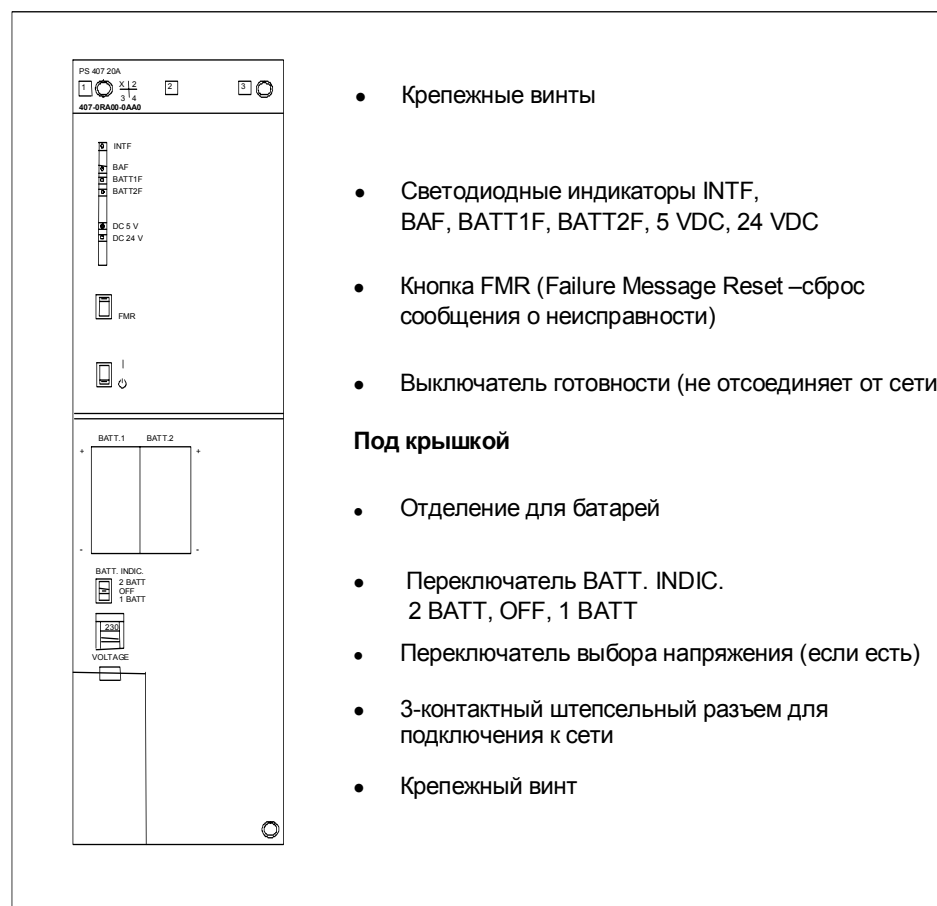 PS 407 20A
1 X 2 2 3
3 4
407-0RA00-0AA0
INTF
BAF
BATT1F
BATT2F
DC 5 V
DC 24 V
FMR
I
BATT.1 BATT.2
+ +
- -
BATT. INDIC.
2 BATT
OFF
1 BATT
230
VOLTAGE
• Крепежные винты
• Светодиодные индикаторы INTF,
BAF, BATT1F, BATT2F, 5 VDC, 24 VDC
• Кнопка FMR (Failure Message Reset –сброс
сообщения о неисправности)
• Выключатель готовности (не отсоединяет от сети
Под крышкой
• Отделение для батарей
• Переключатель BATT. INDIC.
2 BATT, OFF, 1 BATT
• Переключатель выбора напряжения (если есть)
• 3-контактный штепсельный разъем для
подключения к сети
• Крепежный винт